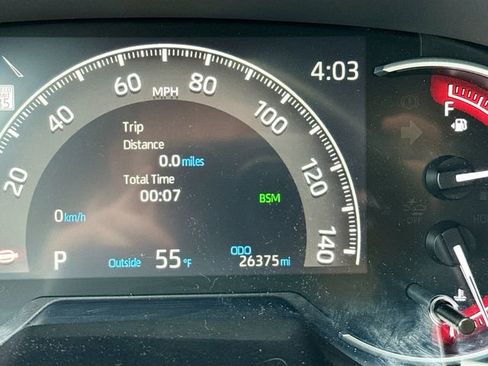 60
80
4:03
MPH
40
100
F
Trip
Distance
0.0 miles
20
120
Total Time
00:07
BSM
0 km/h
OFF
140
P
Outside
55 °F
ODO
26375 mi